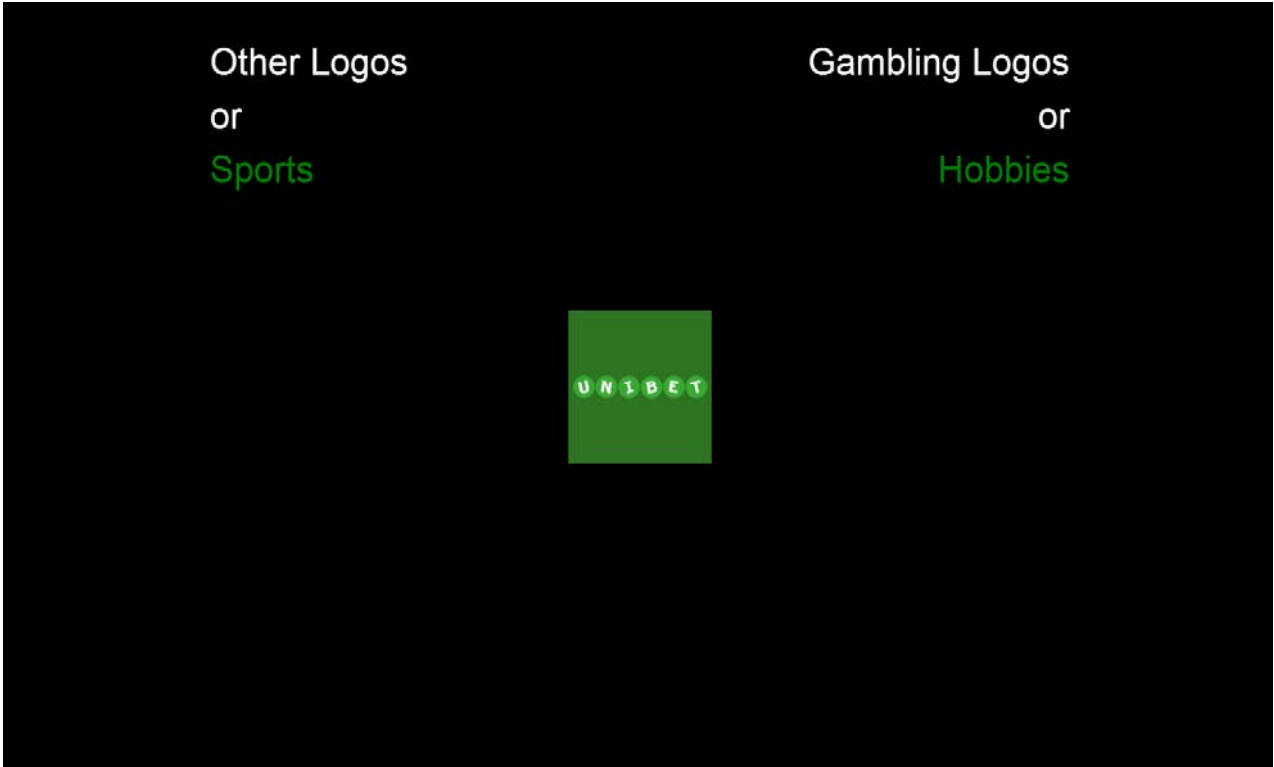 Other Logos
or
Sports
Gambling Logos
or
Hobbies
UNIBET